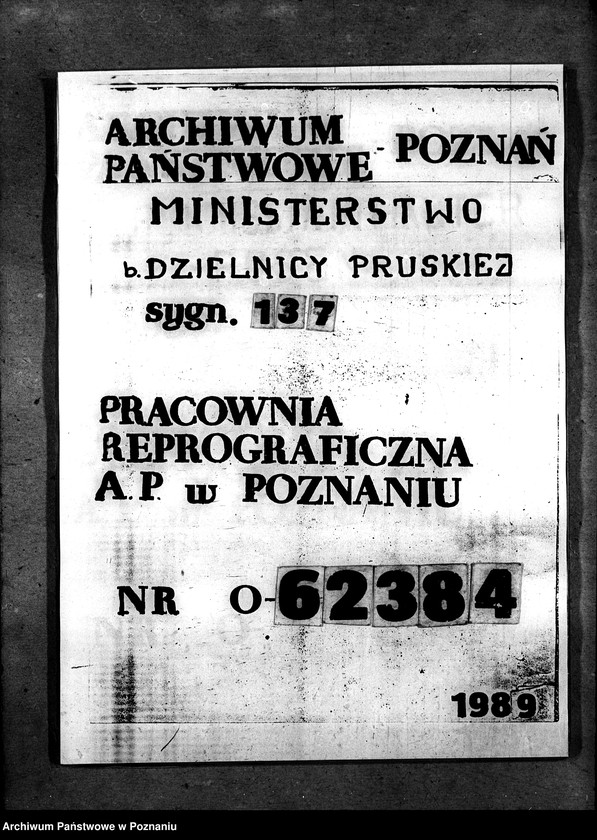 ARCHIWUM
PAŃSTWOWE - POZNAŃ
MINISTERSTWO
b. DZIELNICY PRUSKIEJ
sygn. 137
PRACOWNIA
REPROGRAFICZNA
A.P. w POZNANIU
NR O-62384
1989
Archiwum Państwowe w Poznaniu